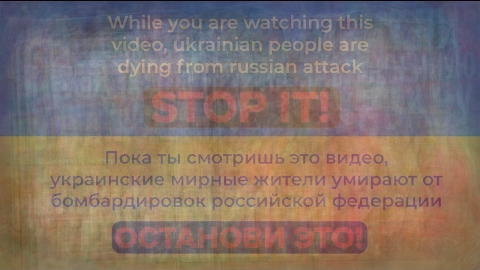 While you are watching this
video, ukrainian people are
dying from russian attack
STOP IT!
Пока ты смотришь это видео,
украинские мирные жители умирают от
бомбардировок российской федерации
ОСТАНОВИ ЭТО!